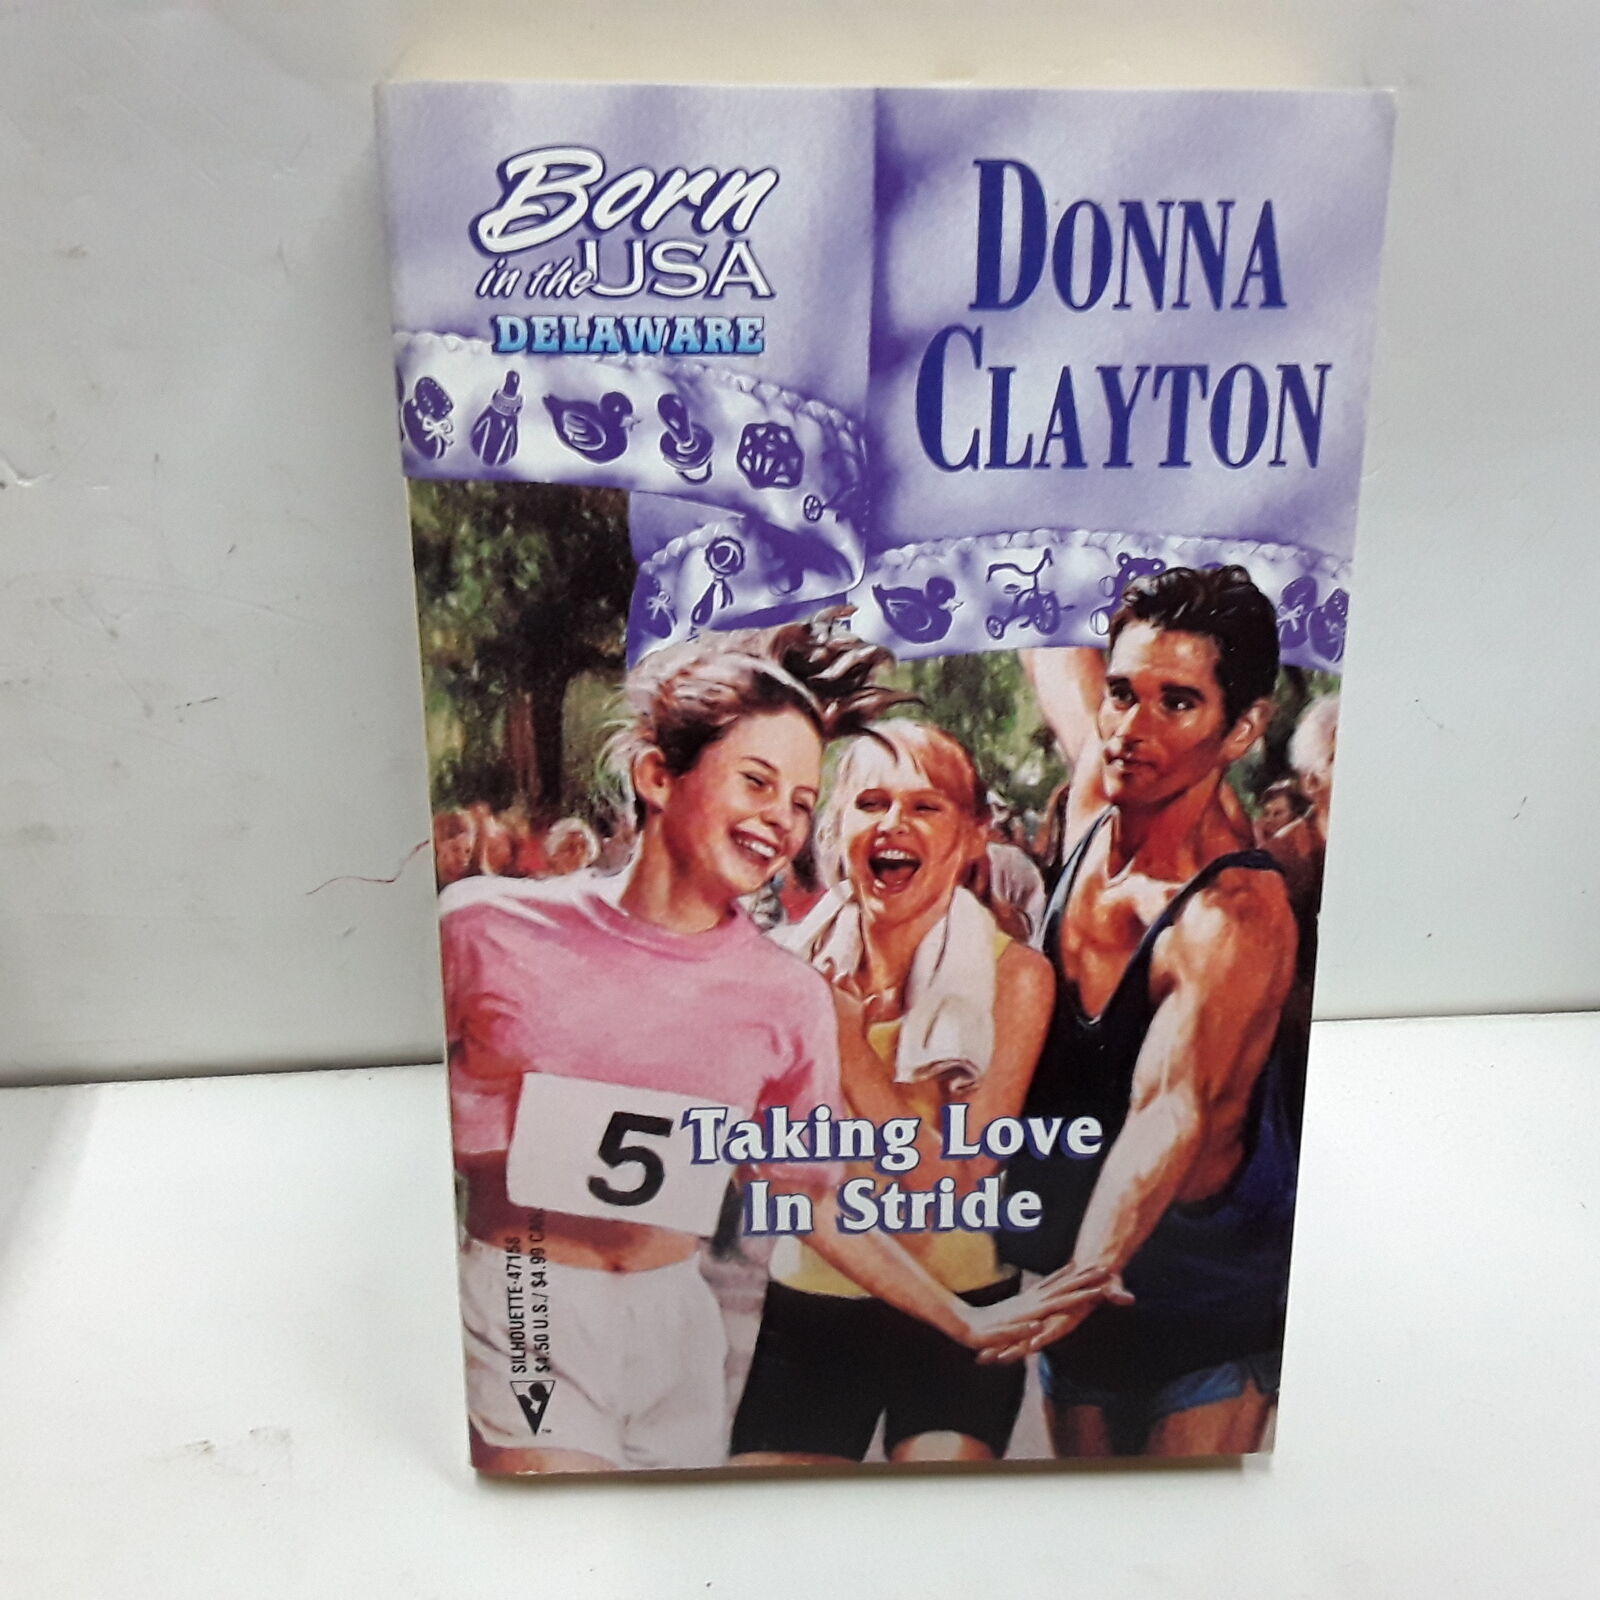 Born
in the USA
DELAWARE
DONNA
CLAYTON
5
Taking Love
In Stride
SILHOUETTE·47158
$4.50 U.S./$4.99 CAN.